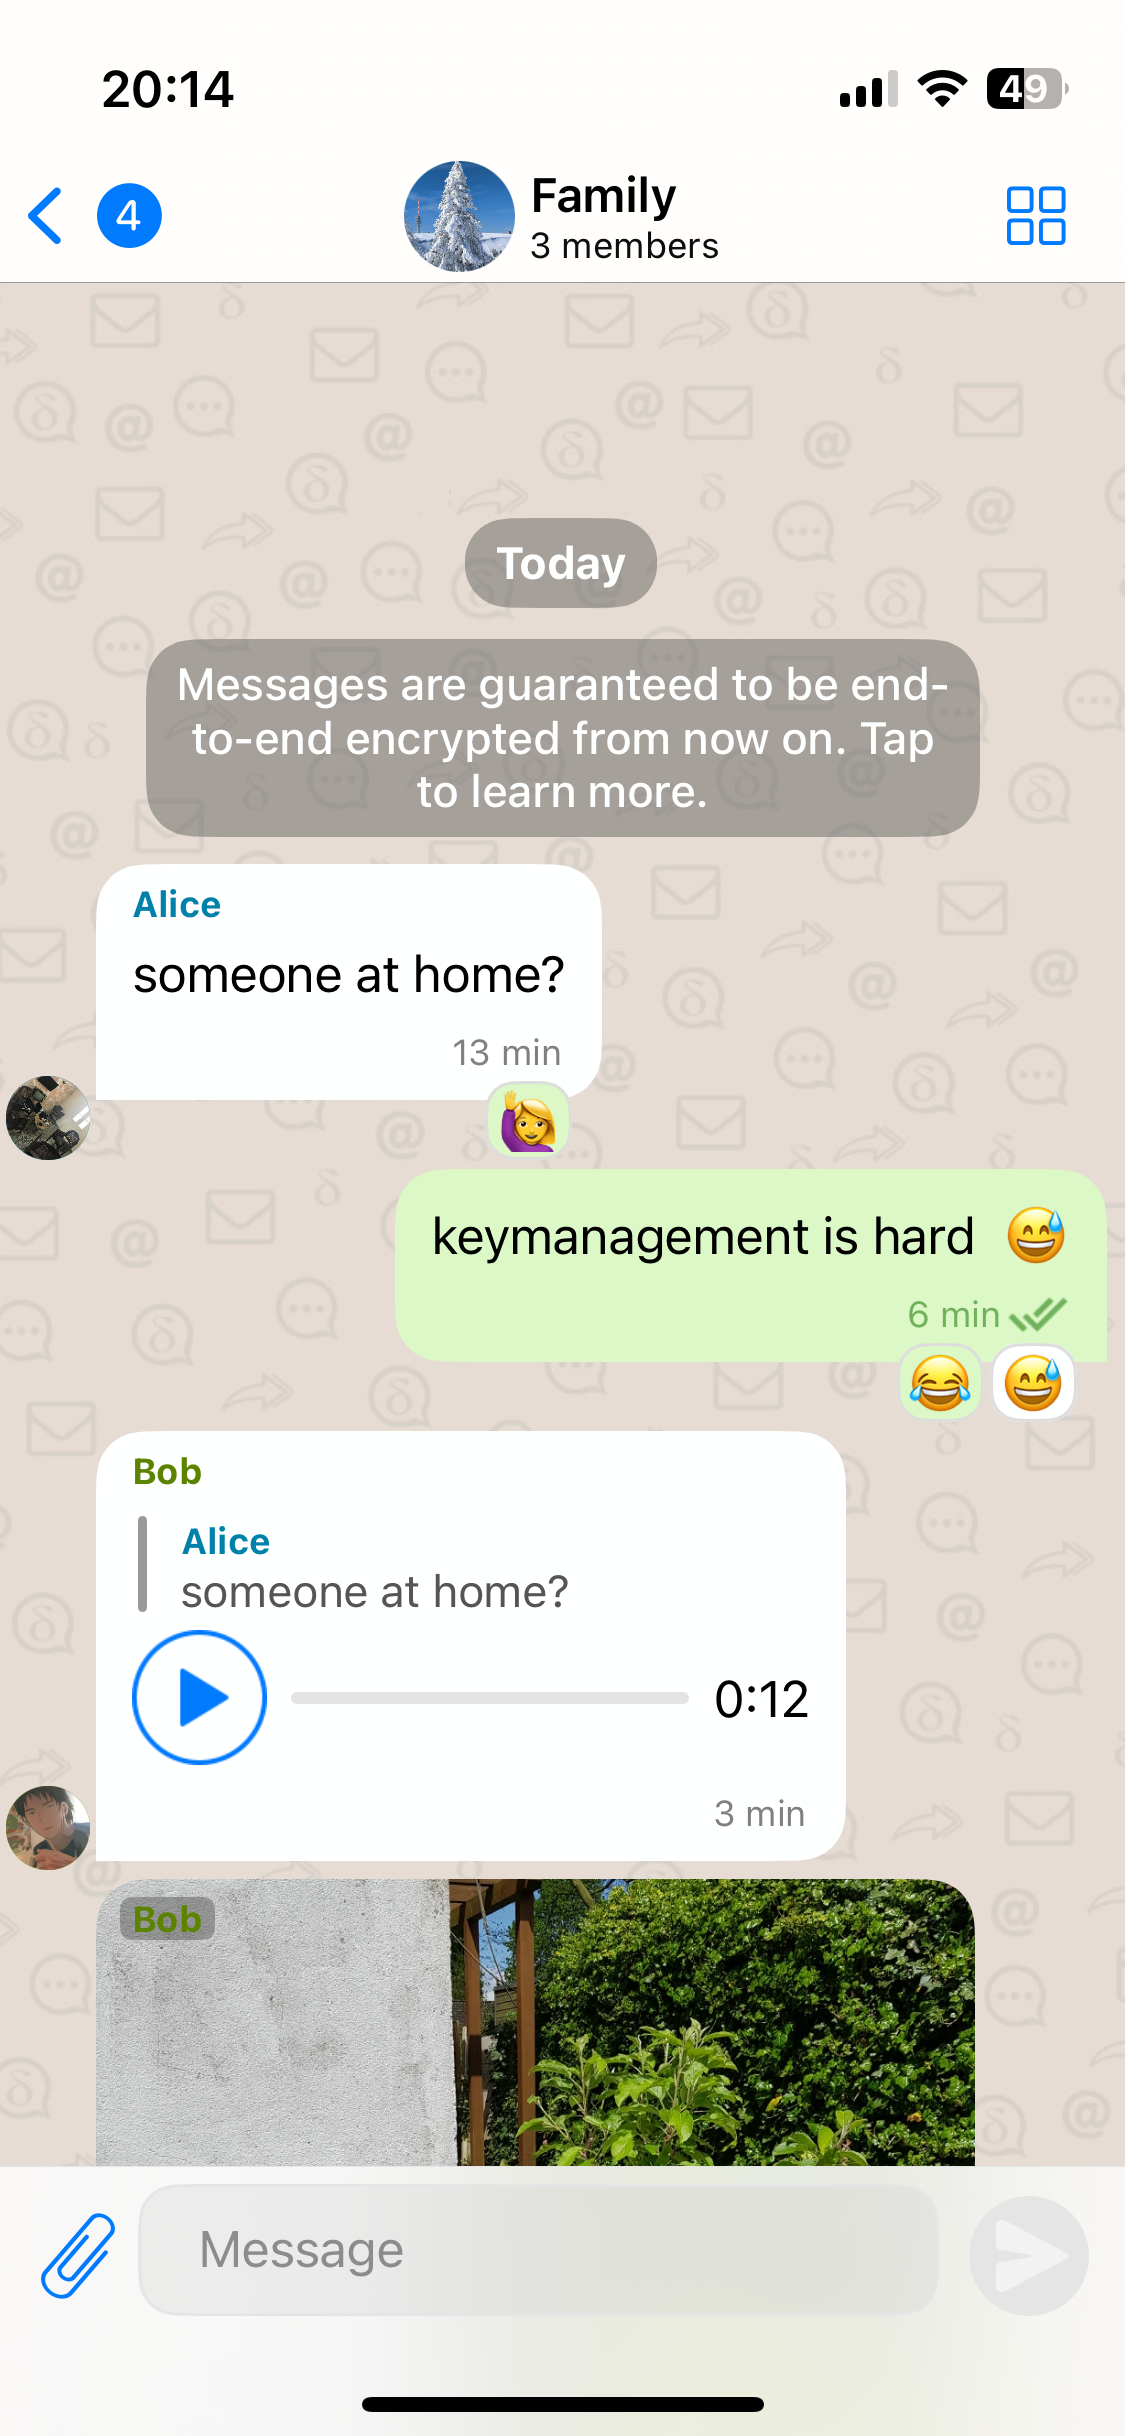 20:14
49
4
Family
3 members
Today
Messages are guaranteed to be end-
to-end encrypted from now on. Tap
to learn more.
Alice
someone at home?
13 min
🙋‍♀️
keymanagement is hard 😅
6 min
😂 😅
Bob
Alice
someone at home?
0:12
3 min
Bob
Message